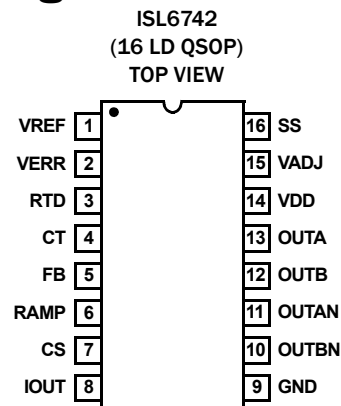 ISL6742
(16 LD QSOP)
TOP VIEW
VREF 1 16 SS
VERR 2 15 VADJ
RTD 3 14 VDD
CT 4 13 OUTA
FB 5 12 OUTB
RAMP 6 11 OUTAN
CS 7 10 OUTBN
IOUT 8 9 GND